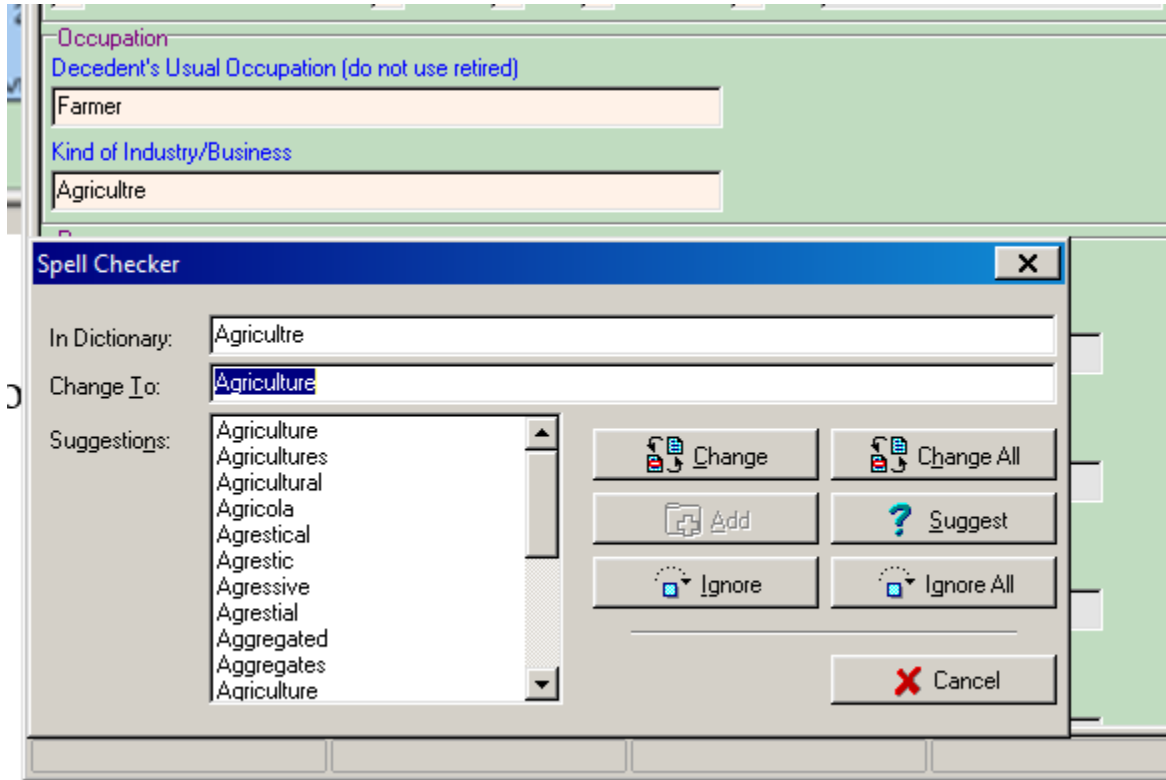 Occupation
Decedent's Usual Occupation (do not use retired)
Farmer
Kind of Industry/Business
Agricultre
Spell Checker
In Dictionary: Agricultre
Change To: Agriculture
Suggestions:
Agriculture
Agricultures
Agricultural
Agricola
Agrestical
Agrestic
Agressive
Agrestial
Aggregated
Aggregates
Agriculture
Change
Change All
Add
Suggest
Ignore
Ignore All
Cancel